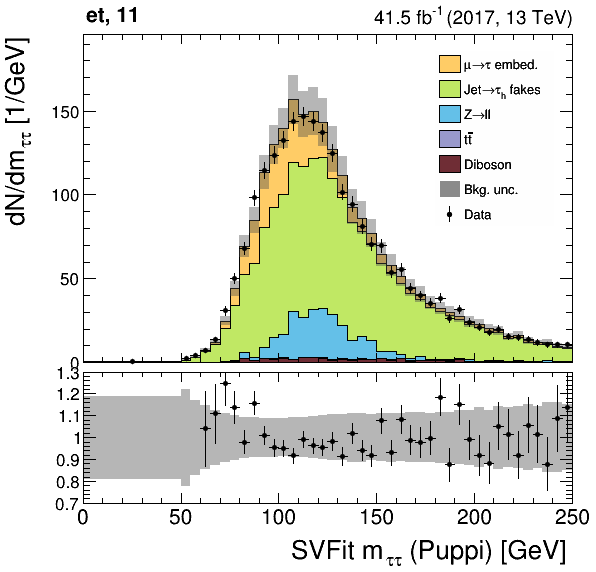 et, 11
41.5 fb⁻¹ (2017, 13 TeV)
dN/dm_ττ [1/GeV]
μ→τ embed.
Jet→τ_h fakes
Z→ll
tt̄
Diboson
Bkg. unc.
Data
150
100
50
0
1.3
1.2
1.1
1
0.9
0.8
0.7
0 50 100 150 200 250
SVFit m_ττ (Puppi) [GeV]